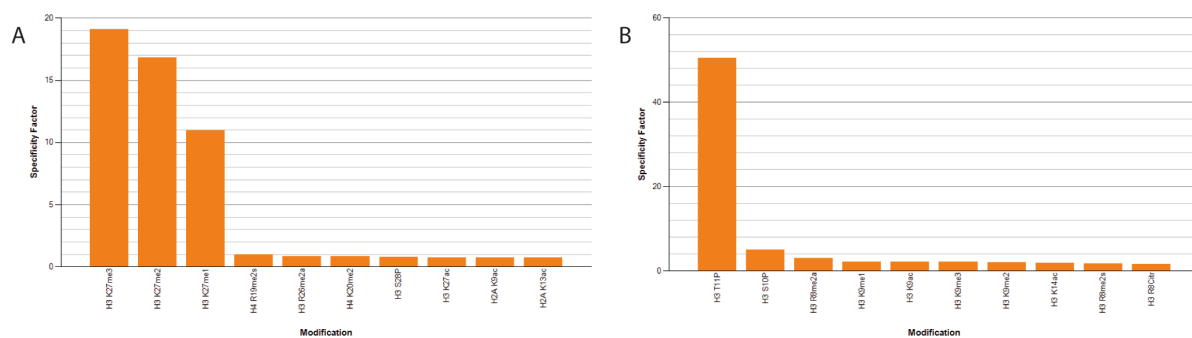 A
Specificity Factor
20
15
10
5
0
H3 K27me3
H3 K27me2
H3 K27me1
H4 R19me2s
H3 R26me2a
H4 K20me2
H3 S28P
H3 K27ac
H2A K9ac
H2A K13ac
Modification
B
Specificity Factor
60
40
20
0
H3 T11P
H3 S10P
H3 R8me2a
H3 K9me1
H3 K9ac
H3 K9me3
H3 K9me2
H3 K14ac
H3 R8me2s
H3 R8Citr
Modification